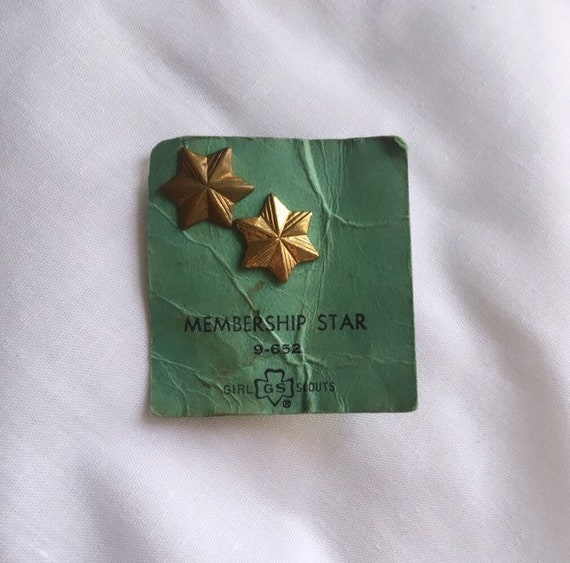 MEMBERSHIP STAR
9-652
GIRL GS SCOUTS
®